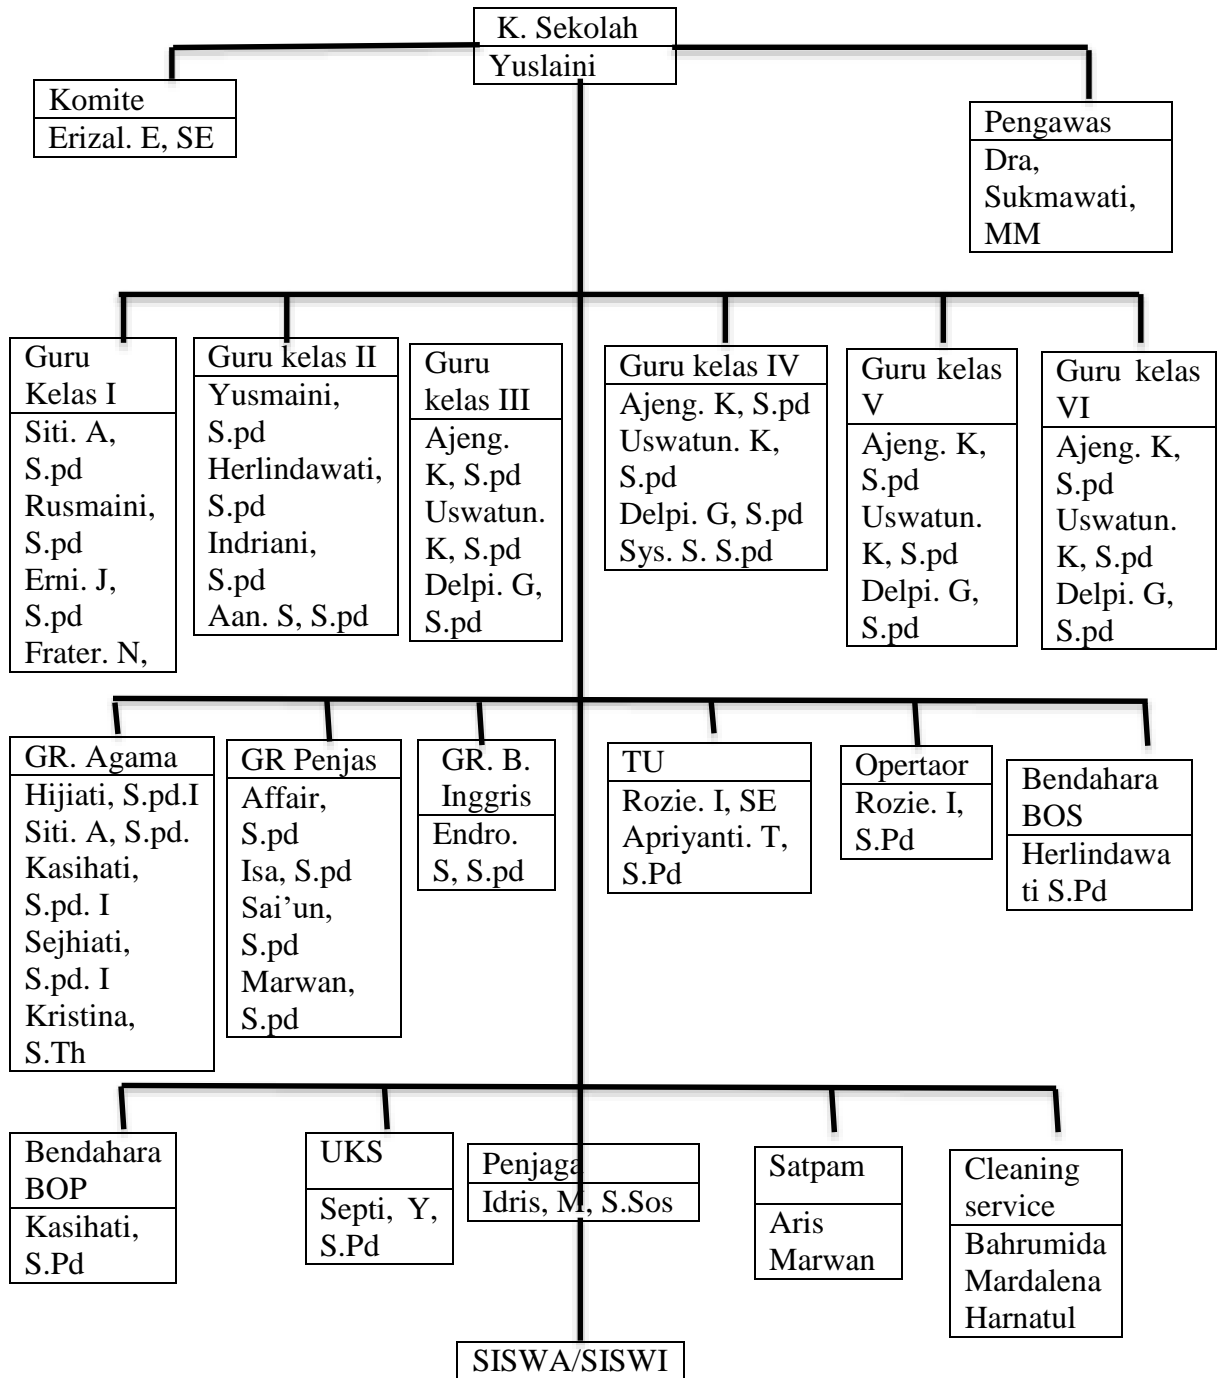 K. Sekolah
Yuslaini
Komite
Erizal. E, SE
Pengawas
Dra,
Sukmawati,
MM
Guru
Kelas I
Siti. A,
S.pd
Rusmaini,
S.pd
Erni. J,
S.pd
Frater. N,
Guru kelas II
Yusmaini,
S.pd
Herlindawati,
S.pd
Indriani,
S.pd
Aan. S, S.pd
Guru
kelas III
Ajeng.
K, S.pd
Uswatun.
K, S.pd
Delpi. G,
S.pd
Guru kelas IV
Ajeng. K, S.pd
Uswatun. K,
S.pd
Delpi. G, S.pd
Sys. S. S.pd
Guru kelas
V
Ajeng. K,
S.pd
Uswatun.
K, S.pd
Delpi. G,
S.pd
Guru kelas
VI
Ajeng. K,
S.pd
Uswatun.
K, S.pd
Delpi. G,
S.pd
GR. Agama
Hijiati, S.pd.I
Siti. A, S.pd.
Kasihati,
S.pd. I
Sejhiati,
S.pd. I
Kristina,
S.Th
GR Penjas
Affair,
S.pd
Isa, S.pd
Sai’un,
S.pd
Marwan,
S.pd
GR. B.
Inggris
Endro.
S, S.pd
TU
Rozie. I, SE
Apriyanti. T,
S.Pd
Opertaor
Rozie. I,
S.Pd
Bendahara
BOS
Herlindawa
ti S.Pd
Bendahara
BOP
Kasihati,
S.Pd
UKS
Septi, Y,
S.Pd
Penjaga
Idris, M, S.Sos
Satpam
Aris
Marwan
Cleaning
service
Bahrumida
Mardalena
Harnatul
SISWA/SISWI